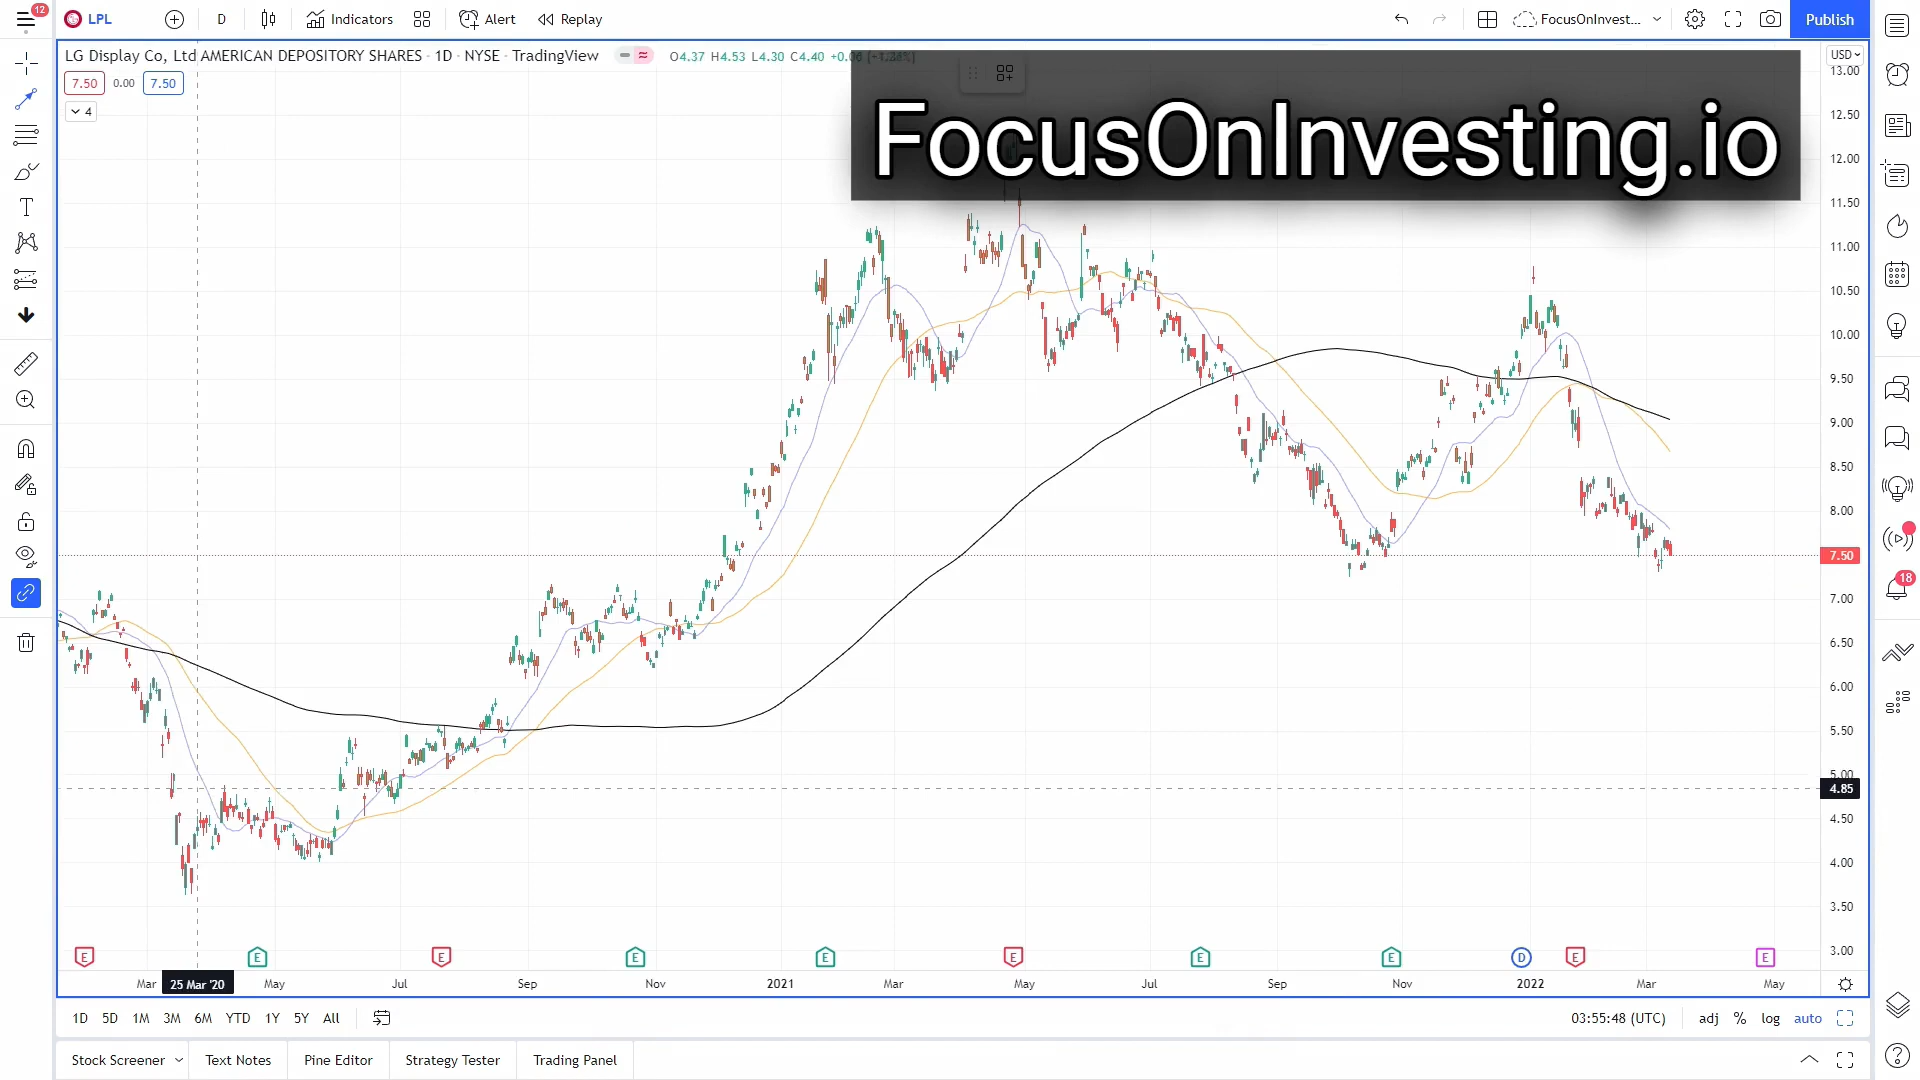 12
LPL
D
Indicators
Alert
Replay
FocusOnInvest...
Publish
LG Display Co, Ltd AMERICAN DEPOSITORY SHARES · 1D · NYSE · TradingView
O4.37 H4.53 L4.30 C4.40
USD
7.50 0.00 7.50
4
FocusOnInvesting.io
13.00
12.50
12.00
11.50
11.00
10.50
10.00
9.50
9.00
8.50
8.00
7.50
7.00
6.50
6.00
5.50
5.00
4.85
4.50
4.00
3.50
3.00
18
E E E E E E E E D E E
Mar 25 Mar '20 May Jul Sep Nov 2021 Mar May Jul Sep Nov 2022 Mar May
1D 5D 1M 3M 6M YTD 1Y 5Y All
03:55:48 (UTC) adj % log auto
Stock Screener Text Notes Pine Editor Strategy Tester Trading Panel